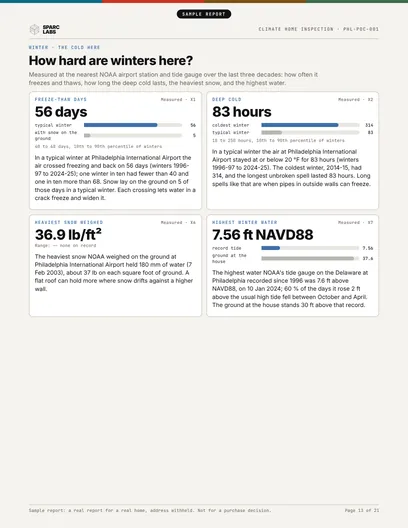 SAMPLE REPORT
SPARC
LABS
CLIMATE HOME INSPECTION · PHL-POC-001
WINTER · THE COLD HERE
How hard are winters here?
Measured at the nearest NOAA airport station and tide gauge over the last three decades: how often it
freezes and thaws, how long the deep cold lasts, the heaviest snow, and the highest water.
FREEZE-THAW DAYS
Measured · X1
56 days
typical winter 56
with snow on the
ground 5
40 to 68 days, 10th to 90th percentile of winters
In a typical winter at Philadelphia International Airport the
air crossed freezing and back on 56 days (winters 1996-
97 to 2024-25); one winter in ten had fewer than 40 and
one in ten more than 68. Snow lay on the ground on 5 of
those days in a typical winter. Each crossing lets water in a
crack freeze and widen it.
DEEP COLD
Measured · X2
83 hours
coldest winter 314
typical winter 83
10 to 250 hours, 10th to 90th percentile of winters
In a typical winter the air at Philadelphia International
Airport stayed at or below 20 °F for 83 hours (winters
1996-97 to 2024-25). The coldest winter, 2014-15, had
314, and the longest unbroken spell lasted 83 hours. Long
spells like that are when pipes in outside walls can freeze.
HEAVIEST SNOW WEIGHED
36.9 lb/ft²
Range: — none on record
The heaviest snow NOAA weighed on the ground at
Philadelphia International Airport held 180 mm of water (7
Feb 2003), about 37 lb on each square foot of ground. A
flat roof can hold more where snow drifts against a higher
wall.
HIGHEST WINTER WATER
Measured · X7
7.56 ft NAVD88
record tide 7.56
ground at the
house 37.6
The highest water NOAA's tide gauge on the Delaware at
Philadelphia recorded since 1996 was 7.6 ft above
NAVD88, on 10 Jan 2024; 60 % of the days it rose 2 ft
above the usual high tide fell between October and April.
The ground at the house stands 30 ft above that record.
Sample report: a real report for a real home, address withheld. Not for a purchase decision.
Page 12 of 21